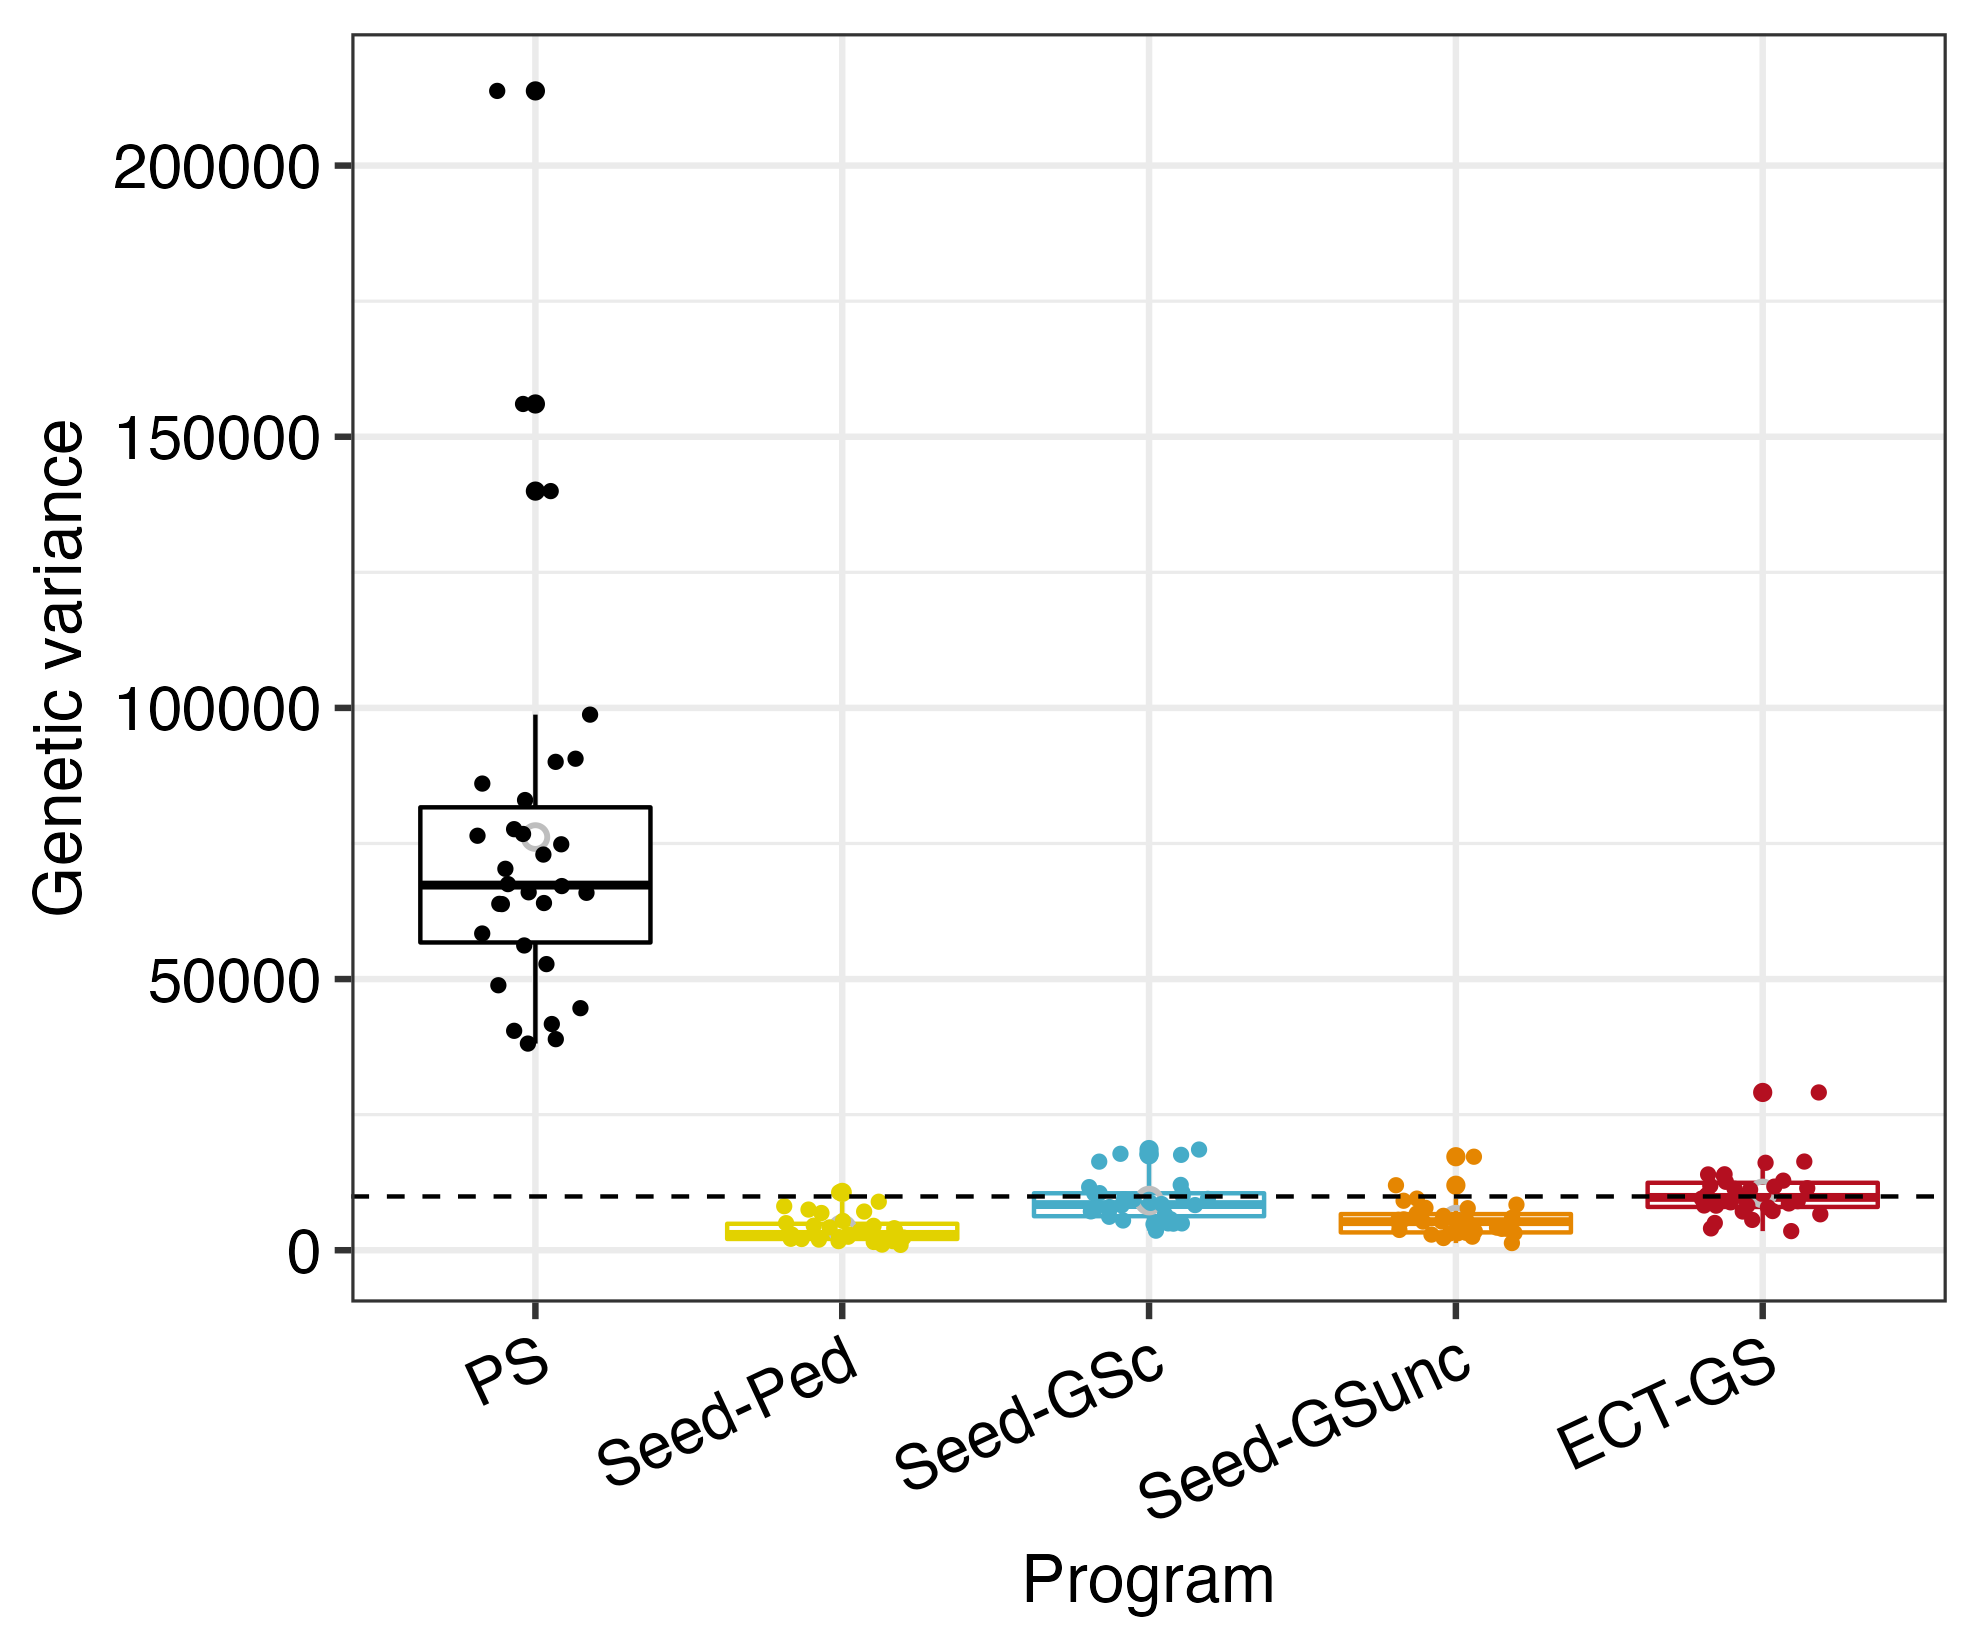 Genetic variance
200000
150000
100000
50000
0
PS
Seed-Ped
Seed-GSc
Seed-GSunc
ECT-GS
Program